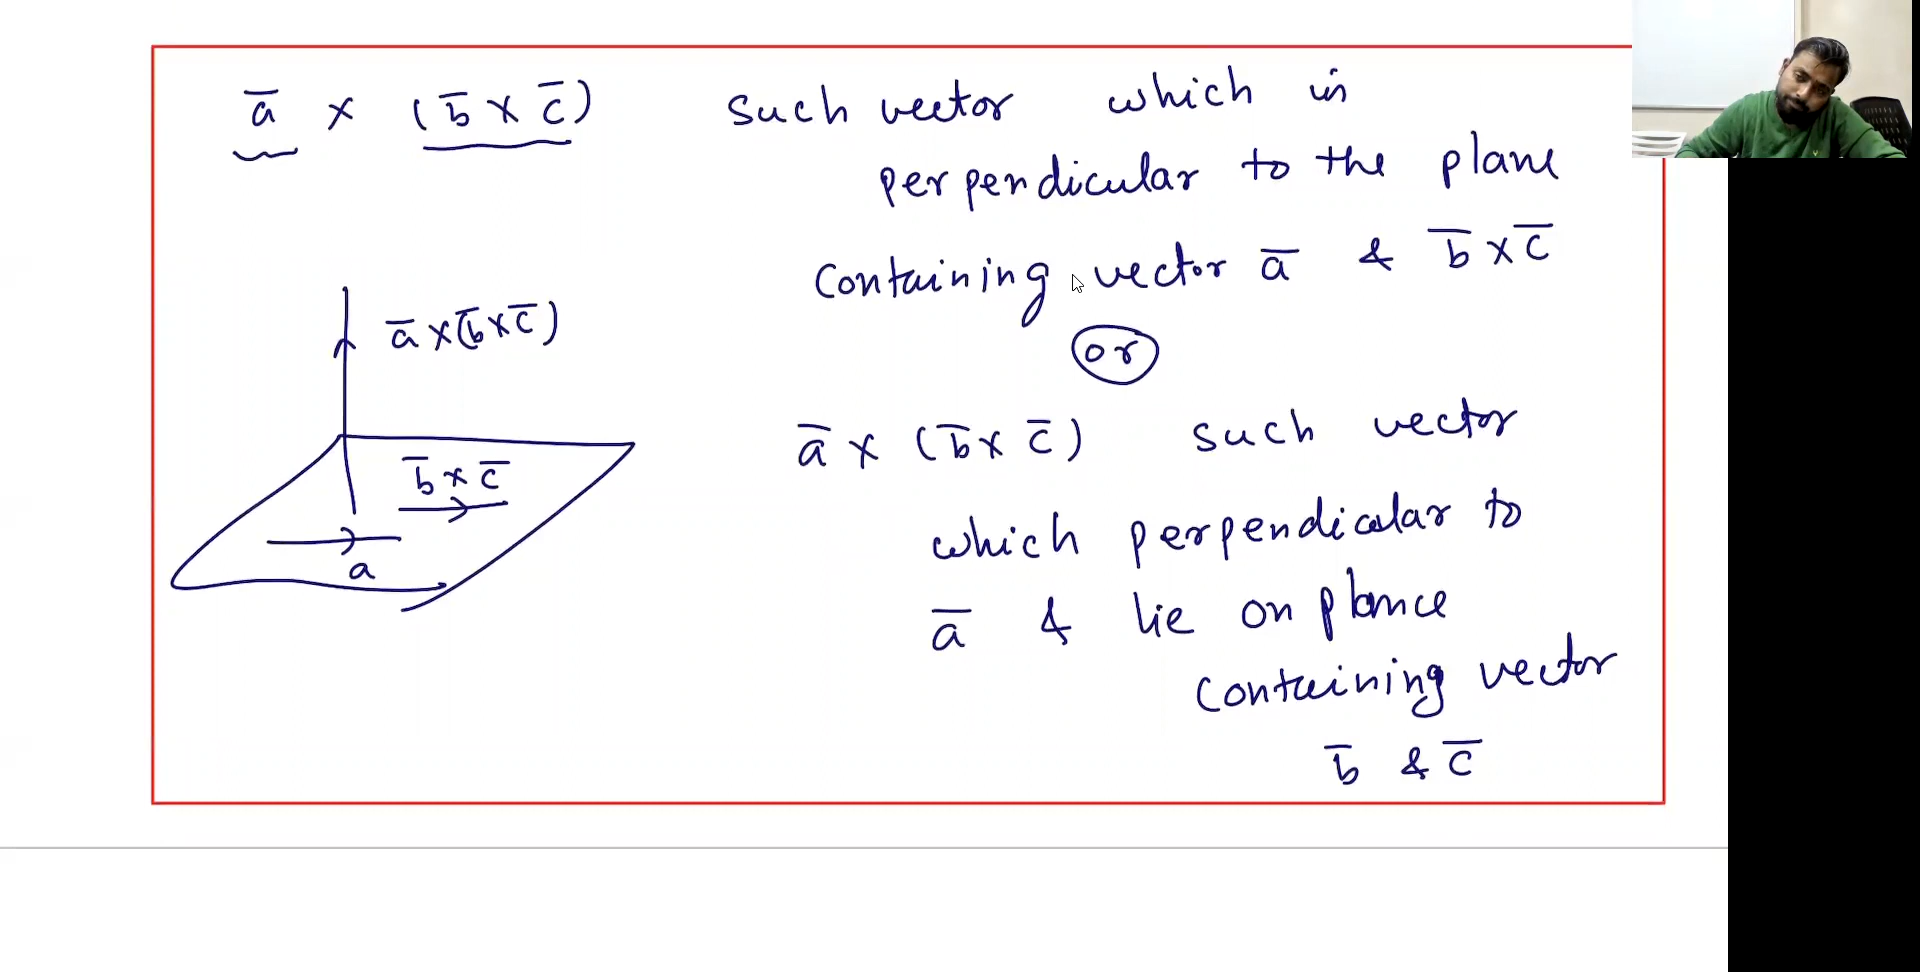 a̅ × (b̅ × c̅) such vector which is
perpendicular to the plane
containing vector a̅ & b̅ × c̅
or
a̅ × (b̅ × c̅)
b̅ × c̅
a
a̅ × (b̅ × c̅) such vector
which perpendicular to
a̅ & lie on plance
containing vector
b̅ & c̅